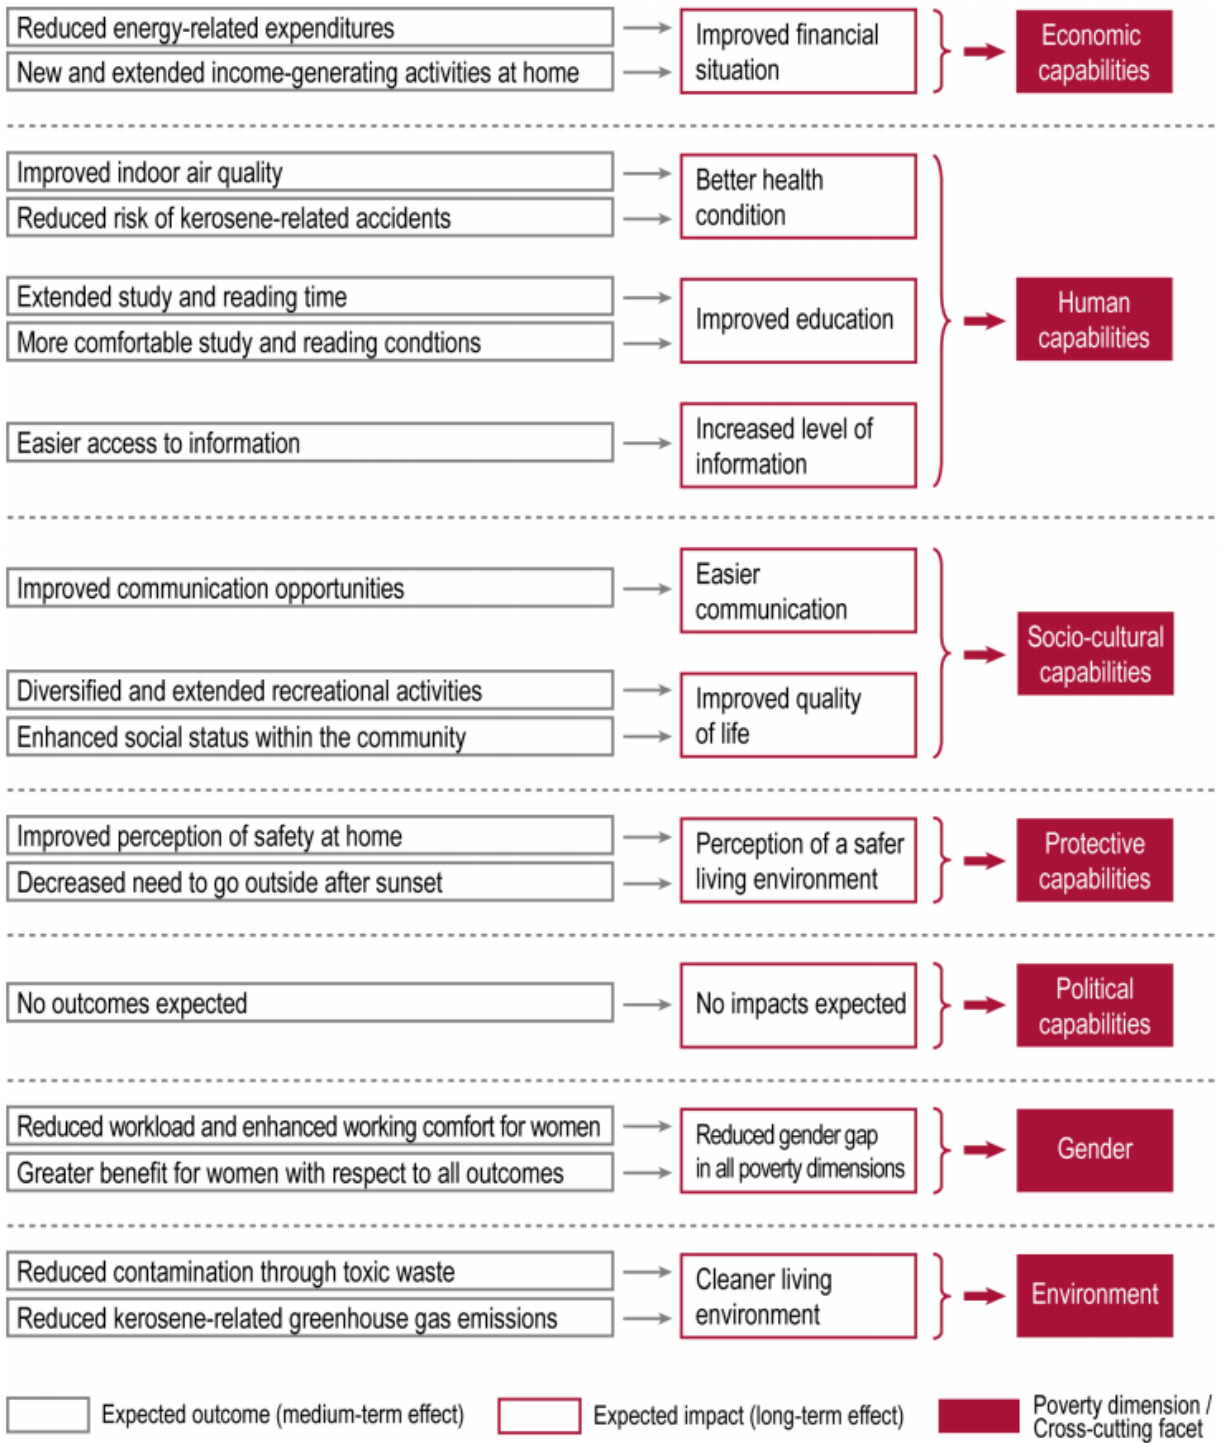 Reduced energy-related expenditures
New and extended income-generating activities at home
Improved financial
situation
Economic
capabilities
Improved indoor air quality
Reduced risk of kerosene-related accidents
Better health
condition
Extended study and reading time
More comfortable study and reading condtions
Improved education
Easier access to information
Increased level of
information
Human
capabilities
Improved communication opportunities
Easier
communication
Diversified and extended recreational activities
Enhanced social status within the community
Improved quality
of life
Socio-cultural
capabilities
Improved perception of safety at home
Decreased need to go outside after sunset
Perception of a safer
living environment
Protective
capabilities
No outcomes expected
No impacts expected
Political
capabilities
Reduced workload and enhanced working comfort for women
Greater benefit for women with respect to all outcomes
Reduced gender gap
in all poverty dimensions
Gender
Reduced contamination through toxic waste
Reduced kerosene-related greenhouse gas emissions
Cleaner living
environment
Environment
Expected outcome (medium-term effect)
Expected impact (long-term effect)
Poverty dimension /
Cross-cutting facet